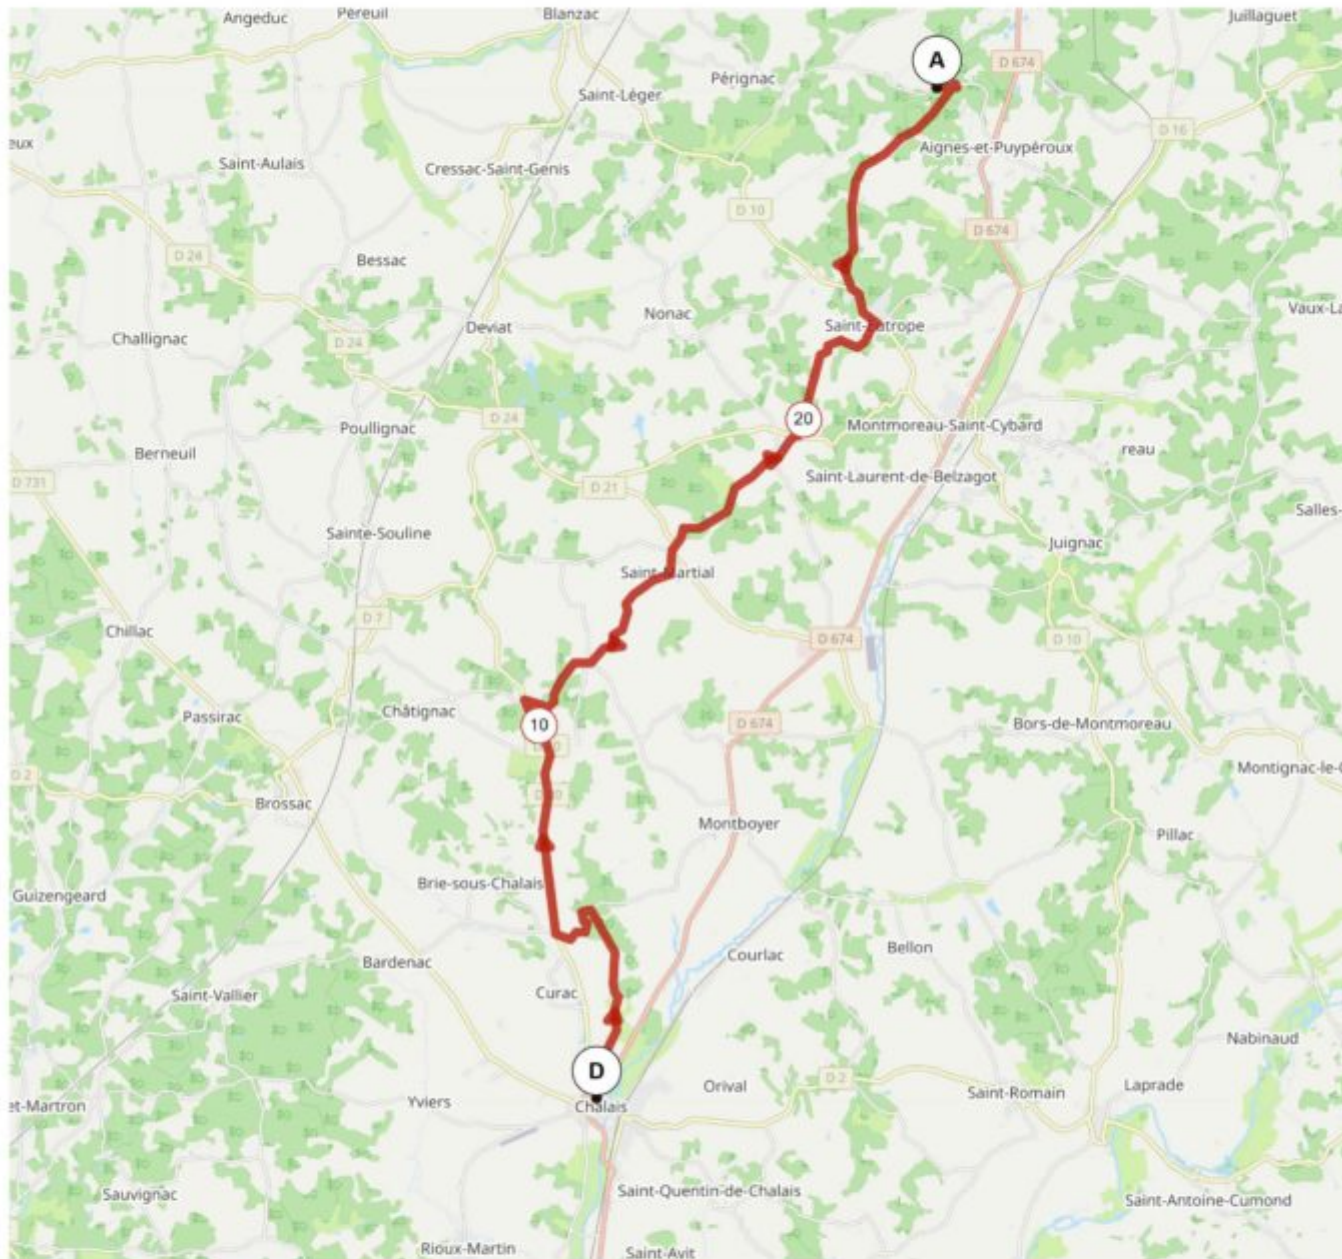 Angeduc
Péreuil
Blanzac
Juillaguet
A
D 674
Pérignac
Saint-Léger
D 16
eux
Saint-Aulais
Cressac-Saint-Genis
Aignes-et-Puypéroux
D 10
D 674
D 24
Bessac
Nonac
Vaux-La
Deviat
Saint-Eutrope
Challignac
D 24
D 24
20
Poullignac
Montmoreau-Saint-Cybard
Berneuil
reau
D 731
D 21
Saint-Laurent-de-Belzagot
Salles-
Sainte-Souline
Juignac
Saint-Martial
D 7
Chillac
D 674
D 10
Passirac
Châtignac
10
D 674
Bors-de-Montmoreau
D 2
Montignac-le-C
Brossac
Montboyer
Pillac
Brie-sous-Chalais
Guizengeard
Bellon
Bardenac
Courlac
Saint-Vallier
Curac
Nabinaud
D
D 2
Orival
Laprade
et-Martron
Yviers
Chalais
Saint-Romain
Sauvignac
Saint-Quentin-de-Chalais
Saint-Antoine-Cumond
Rioux-Martin
Saint-Avit